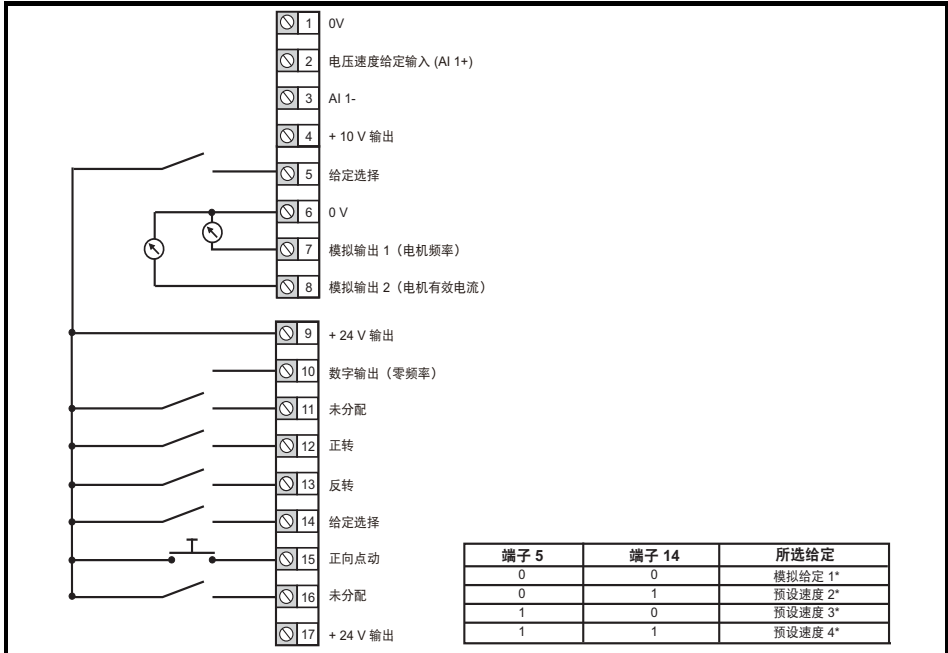 1 0V
2 电压速度给定输入 (AI 1+)
3 AI 1-
4 + 10 V 输出
5 给定选择
6 0 V
7 模拟输出 1（电机频率）
8 模拟输出 2（电机有效电流）
9 + 24 V 输出
10 数字输出（零频率）
11 未分配
12 正转
13 反转
14 给定选择
15 正向点动
16 未分配
17 + 24 V 输出
端子 5 端子 14 所选给定
0 0 模拟给定 1*
0 1 预设速度 2*
1 0 预设速度 3*
1 1 预设速度 4*